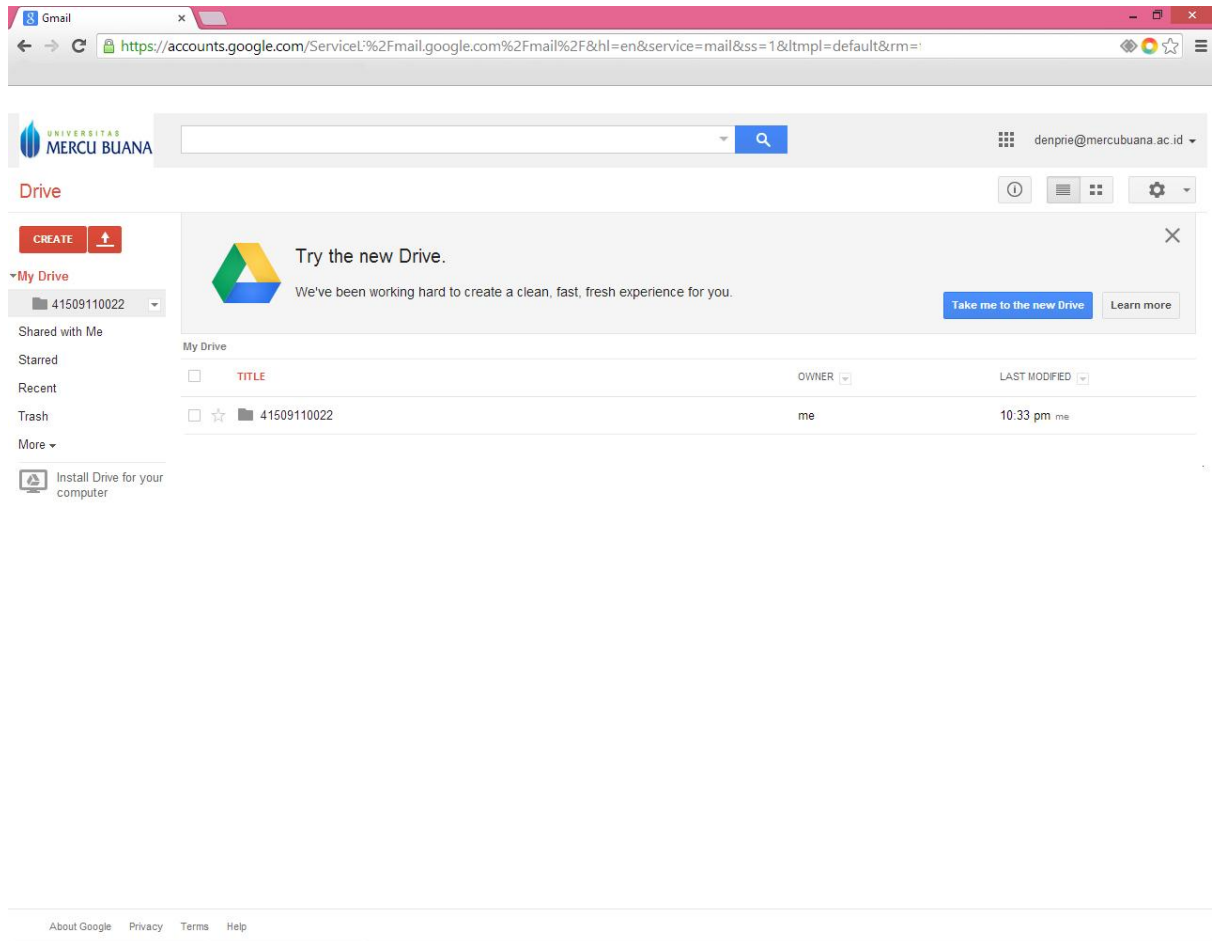 Gmail
https://accounts.google.com/ServiceL %2Fmail.google.com%2Fmail%2F&hl=en&service=mail&ss=1&ltmpl=default&rm=
UNIVERSITAS
MERCU BUANA
denprie@mercubuana.ac.id
Drive
CREATE
My Drive
41509110022
Shared with Me
Starred
Recent
Trash
More
Install Drive for your
computer
Try the new Drive.
We've been working hard to create a clean, fast, fresh experience for you.
Take me to the new Drive
Learn more
My Drive
TITLE OWNER LAST MODIFIED
41509110022 me 10:33 pm me
About Google Privacy Terms Help